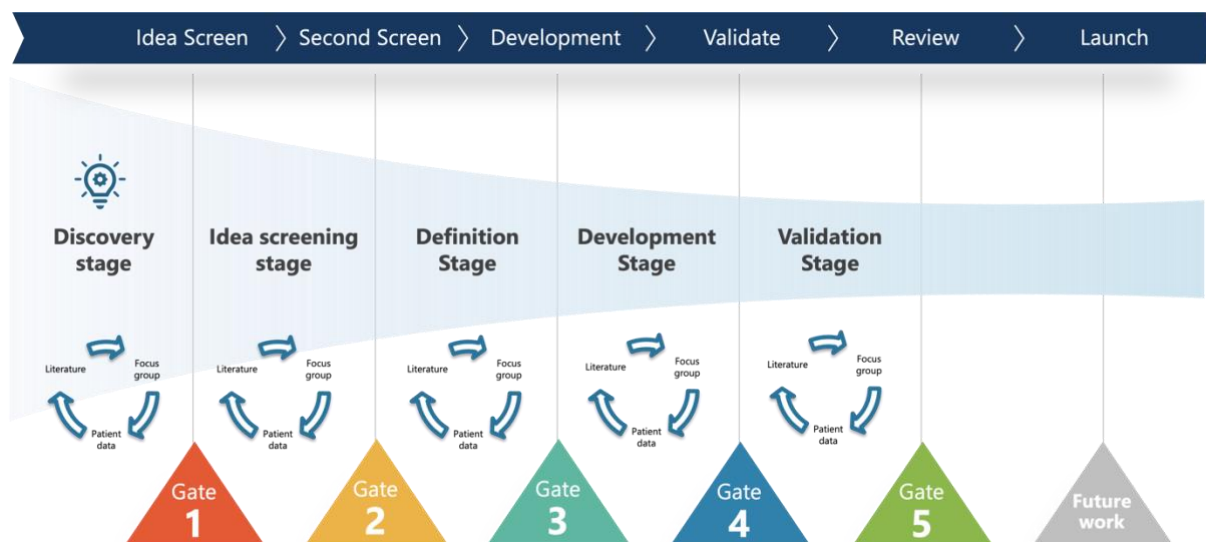 Idea Screen
Second Screen
Development
Validate
Review
Launch
Discovery
stage
Idea screening
stage
Definition
Stage
Development
Stage
Validation
Stage
Literature
Focus
group
Patient
data
Literature
Focus
group
Patient
data
Literature
Focus
group
Patient
data
Literature
Focus
group
Patient
data
Literature
Focus
group
Patient
data
Gate
1
Gate
2
Gate
3
Gate
4
Gate
5
Future
work